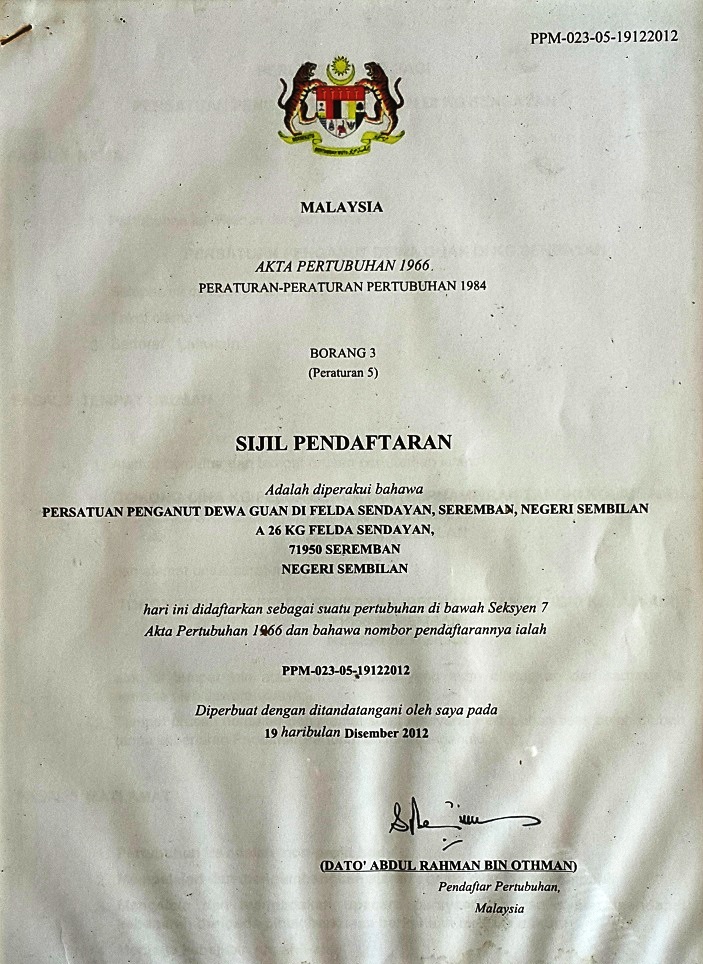 PPM-023-05-19122012
MALAYSIA
AKTA PERTUBUHAN 1966.
PERATURAN-PERATURAN PERTUBUHAN 1984
BORANG 3
(Peraturan 5)
SIJIL PENDAFTARAN
Adalah diperakui bahawa
PERSATUAN PENGANUT DEWA GUAN DI FELDA SENDAYAN, SEREMBAN, NEGERI SEMBILAN
A 26 KG FELDA SENDAYAN,
71950 SEREMBAN
NEGERI SEMBILAN
hari ini didaftarkan sebagai suatu pertubuhan di bawah Seksyen 7
Akta Pertubuhan 1966 dan bahawa nombor pendaftarannya ialah
PPM-023-05-19122012
Diperbuat dengan ditandatangani oleh saya pada
19 haribulan Disember 2012
(DATO' ABDUL RAHMAN BIN OTHMAN)
Pendaftar Pertubuhan,
Malaysia